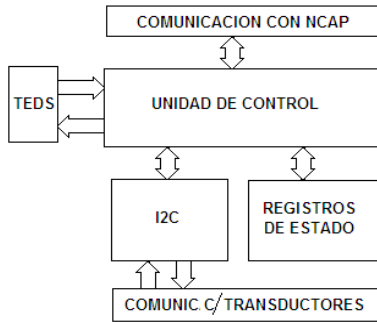 COMUNICACION CON NCAP
TEDS
UNIDAD DE CONTROL
I2C
REGISTROS
DE ESTADO
COMUNIC. C/TRANSDUCTORES